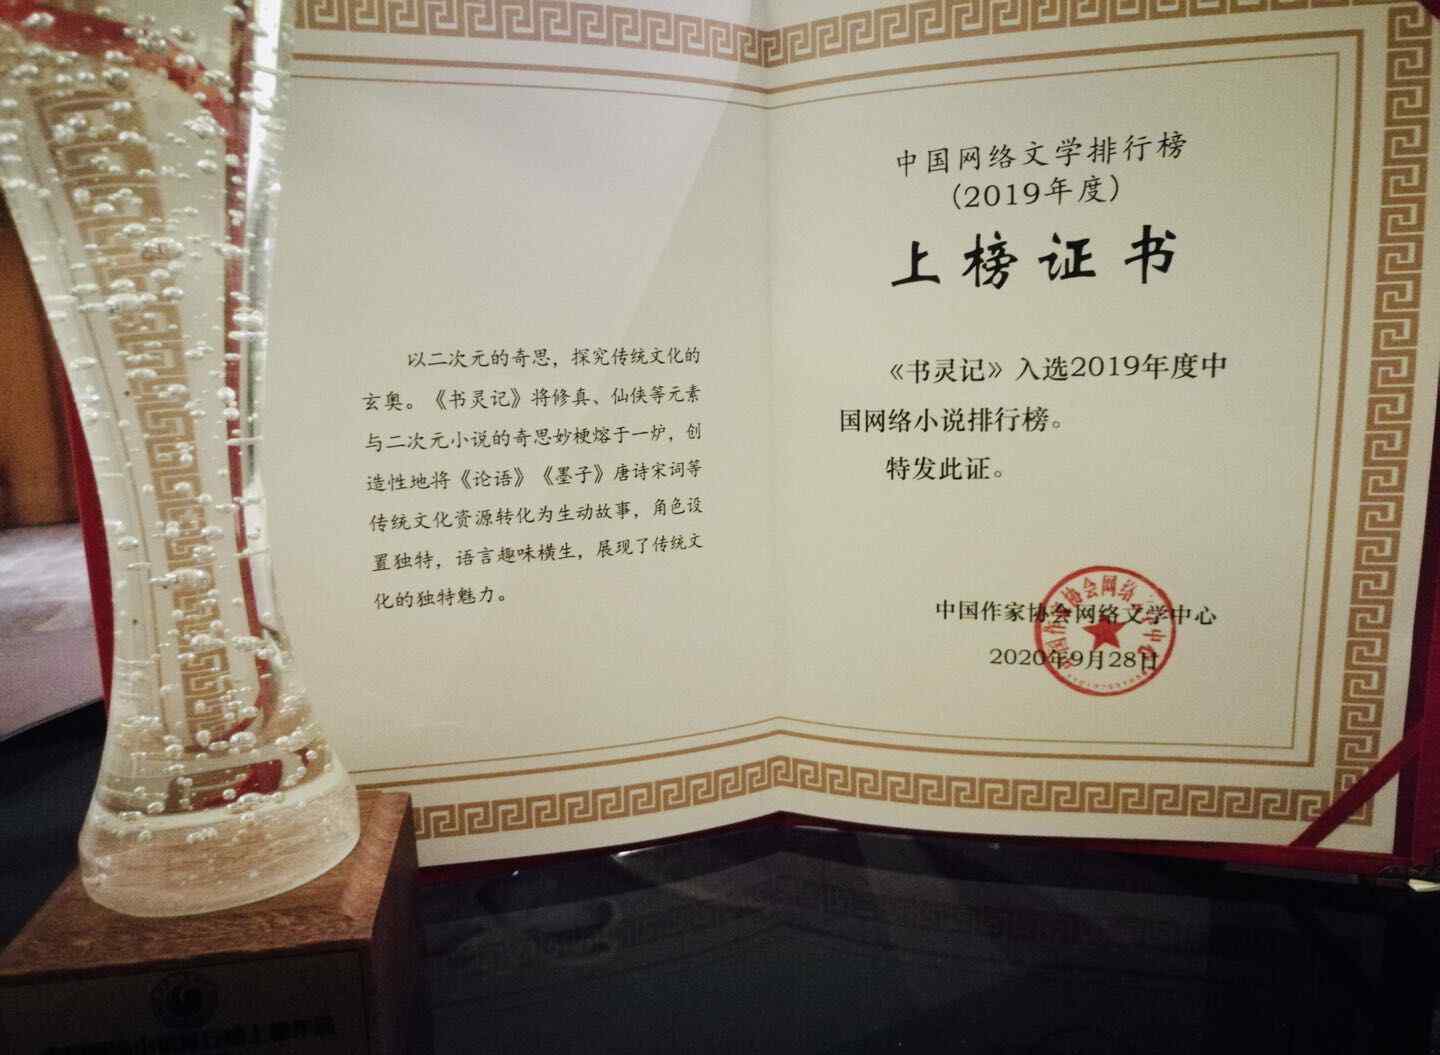 以二次元的奇思，探究传统文化的
玄奥。《书灵记》将修真、仙侠等元素
与二次元小说的奇思妙梗熔于一炉，创
造性地将《论语》《墨子》唐诗宋词等
传统文化资源转化为生动故事，角色设
置独特，语言趣味横生，展现了传统文
化的独特魅力。
中国网络文学排行榜
（2019年度）
上榜证书
《书灵记》入选2019年度中
国网络小说排行榜。
特发此证。
中国作家协会网络文学中心
2020年9月28日